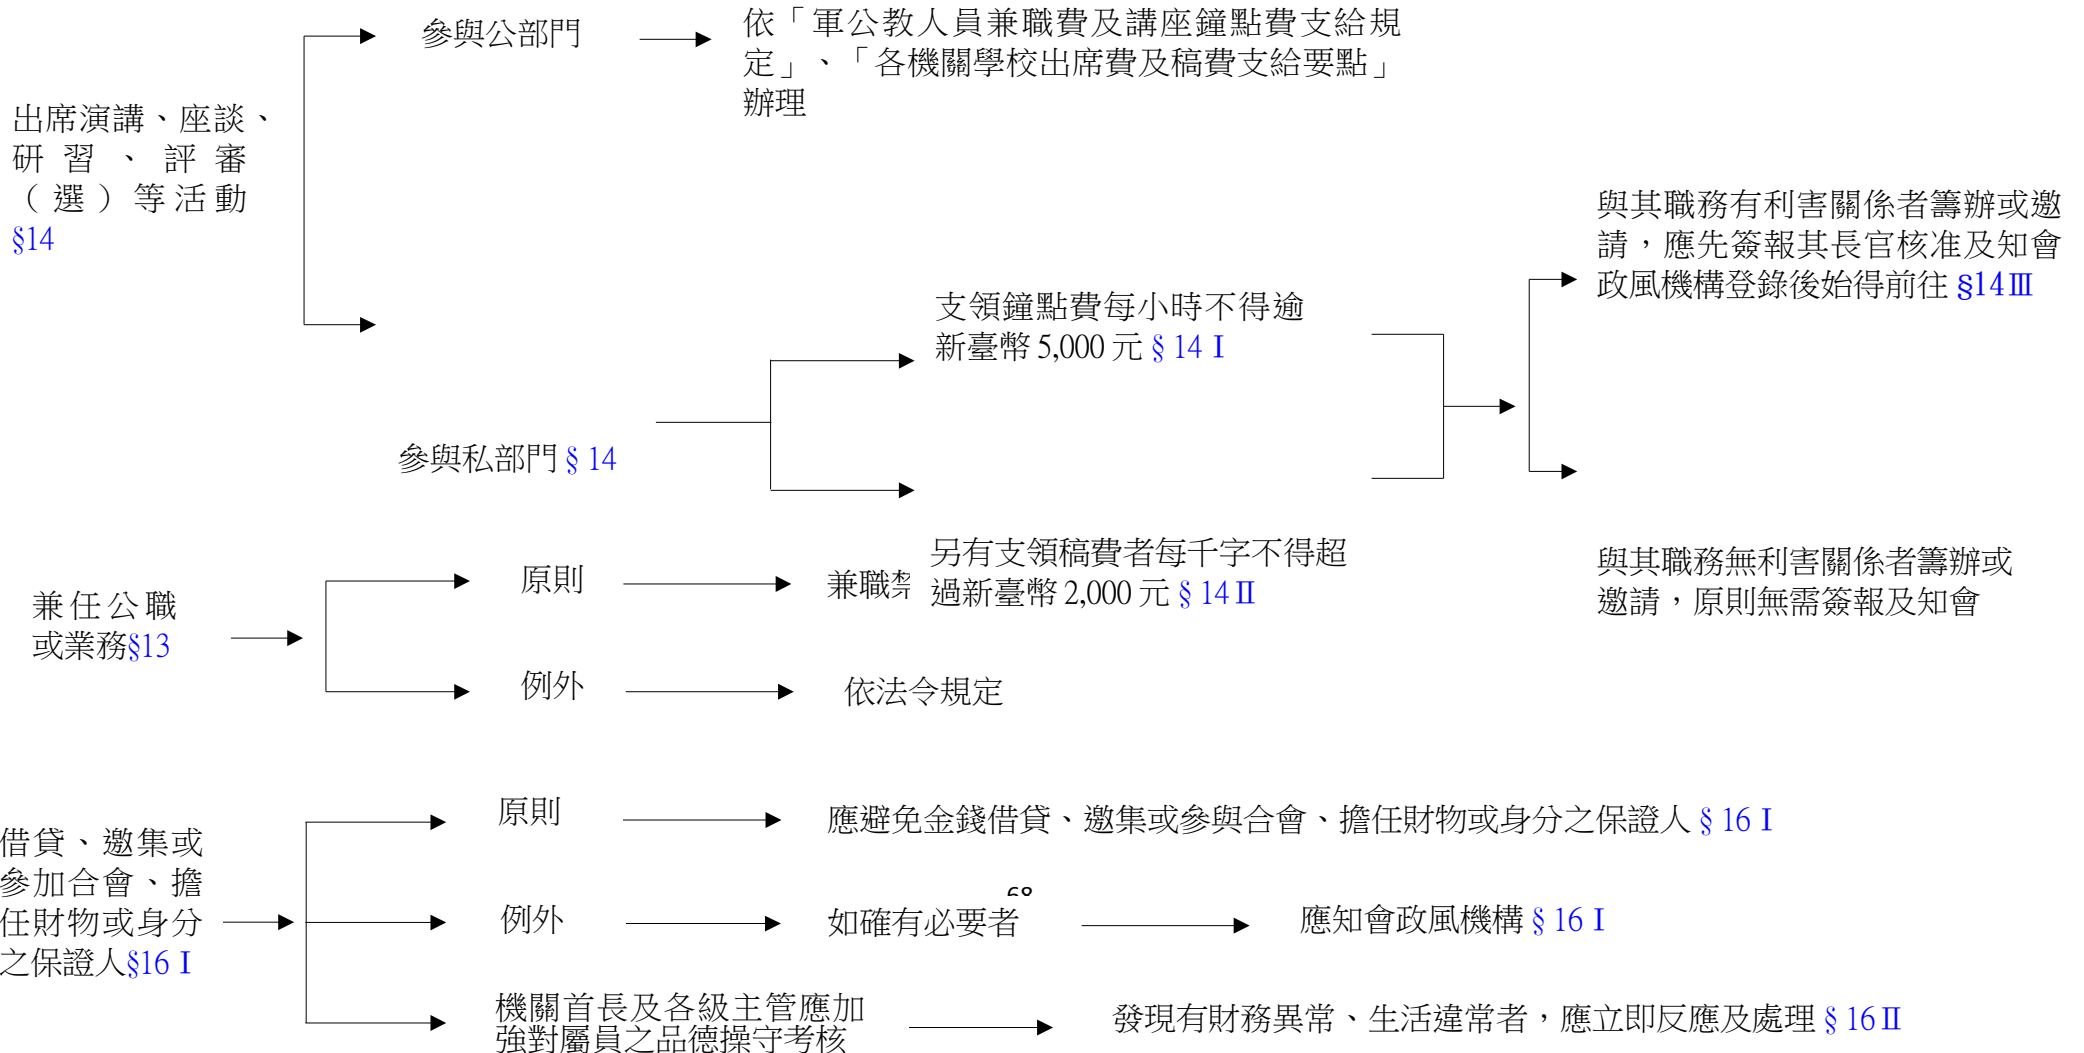 參與公部門
依「軍公教人員兼職費及講座鐘點費支給規
定」、「各機關學校出席費及稿費支給要點」
辦理
出席演講、座談、
研習、評審
（選）等活動
§14
與其職務有利害關係者籌辦或邀
請，應先簽報其長官核准及知會
政風機構登錄後始得前往 §14Ⅲ
支領鐘點費每小時不得逾
新臺幣 5,000 元 § 14 I
參與私部門 § 14
另有支領稿費者每千字不得超
過新臺幣 2,000 元 § 14Ⅱ
與其職務無利害關係者籌辦或
邀請，原則無需簽報及知會
兼任公職
或業務§13
原則
兼職
例外
依法令規定
借貸、邀集或
參加合會、擔
任財物或身分
之保證人§16 I
原則
應避免金錢借貸、邀集或參與合會、擔任財物或身分之保證人 § 16 I
例外
如確有必要者
應知會政風機構 § 16 I
機關首長及各級主管應加
強對屬員之品德操守考核
發現有財務異常、生活違常者，應立即反應及處理 § 16Ⅱ